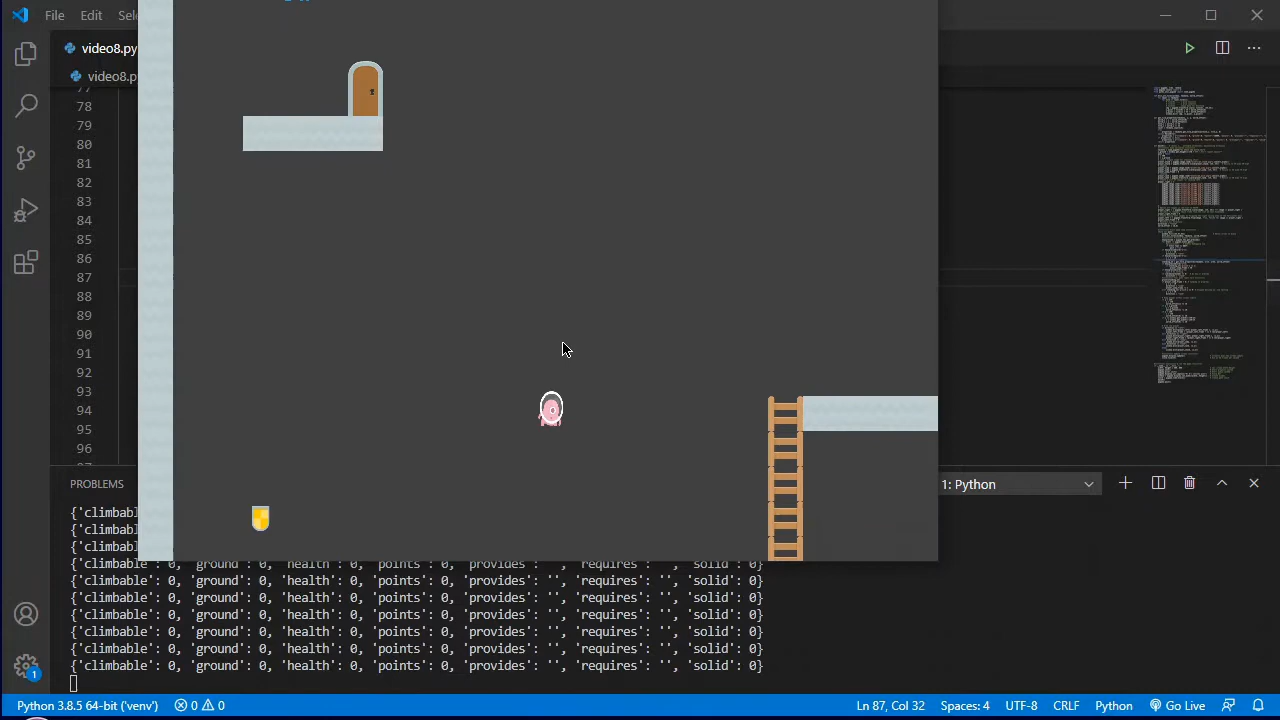 File Edit Sele
video8.py
video8.p
78
79
80
81
82
83
84
85
86
87
88
89
90
91
92
93
94
95
96
PROBLEMS
1: Python
{'climbable
{'climbable
{'climbable
{'climbable': 0, 'ground': 0, 'health': 0, 'points': 0, 'provides': '', 'requires': '', 'solid': 0}
{'climbable': 0, 'ground': 0, 'health': 0, 'points': 0, 'provides': '', 'requires': '', 'solid': 0}
{'climbable': 0, 'ground': 0, 'health': 0, 'points': 0, 'provides': '', 'requires': '', 'solid': 0}
{'climbable': 0, 'ground': 0, 'health': 0, 'points': 0, 'provides': '', 'requires': '', 'solid': 0}
{'climbable': 0, 'ground': 0, 'health': 0, 'points': 0, 'provides': '', 'requires': '', 'solid': 0}
{'climbable': 0, 'ground': 0, 'health': 0, 'points': 0, 'provides': '', 'requires': '', 'solid': 0}
{'climbable': 0, 'ground': 0, 'health': 0, 'points': 0, 'provides': '', 'requires': '', 'solid': 0}
1
Python 3.8.5 64-bit ('venv') 0 0 Ln 87, Col 32 Spaces: 4 UTF-8 CRLF Python Go Live